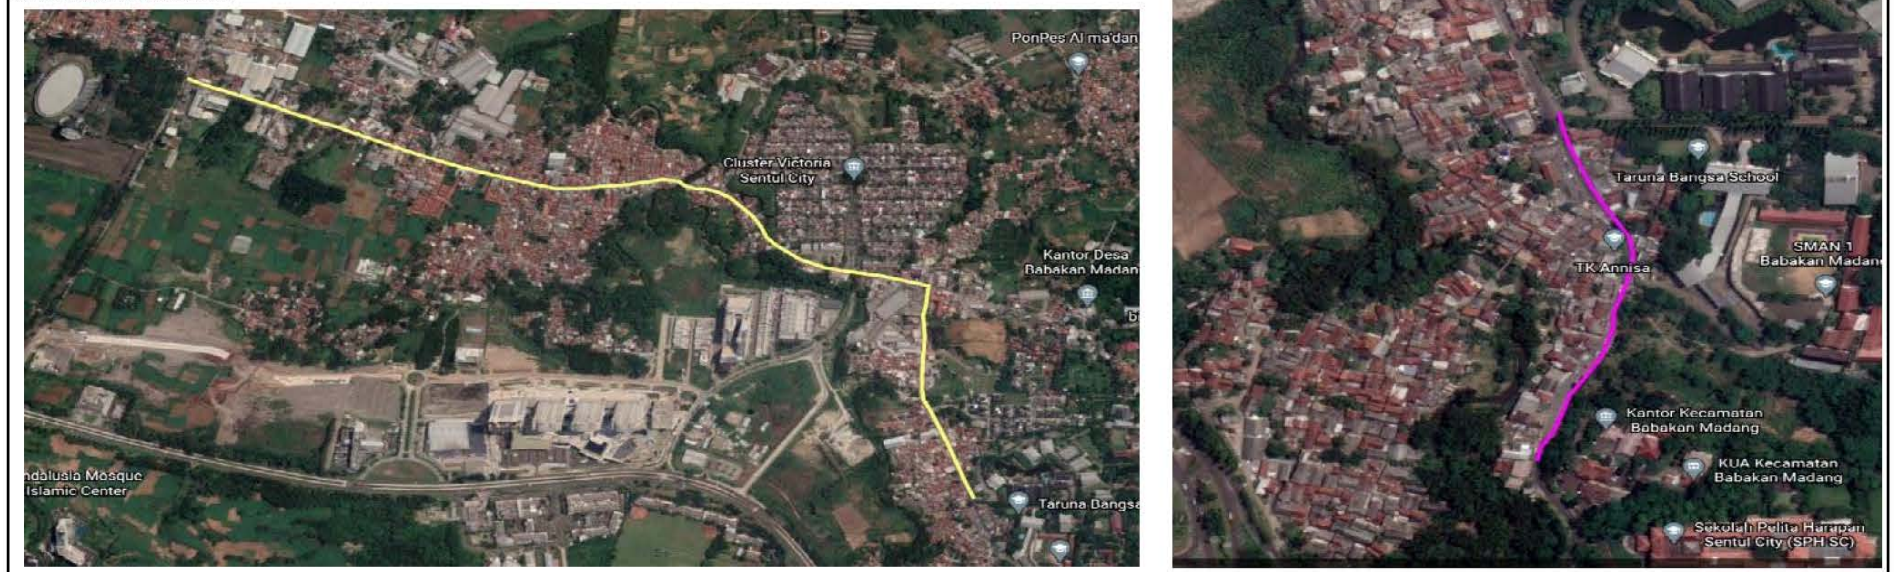 PonPes Al ma'dan
Cluster Victoria
Sentul City
Kantor Desa
Babakan Madan
ndalusia Mosque
Islamic Center
Taruna Bangsa
Taruna Bangsa School
SMAN 1
Babakan Madan
TK Annisa
Kantor Kecamatan
Babakan Madang
KUA Kecamatan
Babakan Madang
Sekolah Pelita Harapan
Sentul City (SPH SC)